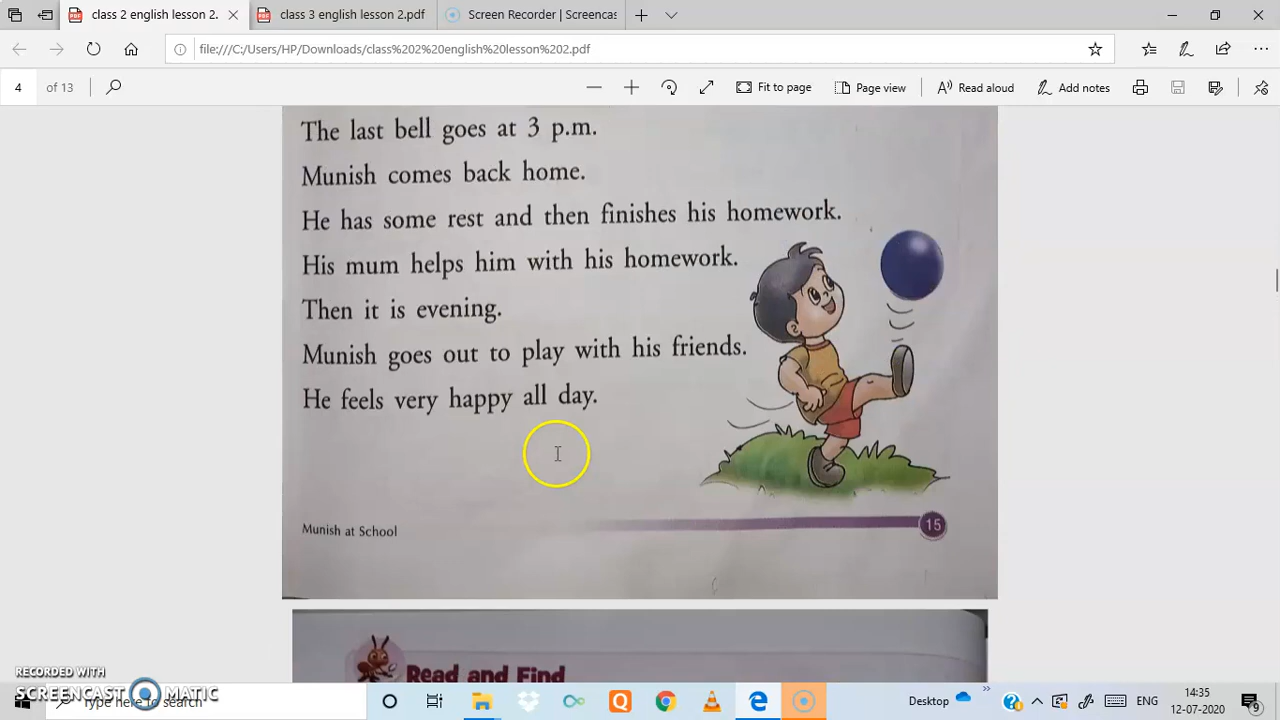 class 2 english lesson 2.
class 3 english lesson 2.pdf
Screen Recorder | Screencas
file:///C:/Users/HP/Downloads/class%202%20english%20lesson%202.pdf
4 of 13
Fit to page
Page view
Read aloud
Add notes
The last bell goes at 3 p.m.
Munish comes back home.
He has some rest and then finishes his homework.
His mum helps him with his homework.
Then it is evening.
Munish goes out to play with his friends.
He feels very happy all day.
Munish at School
15
Read and Find
RECORDED WITH
SCREENCAST MATIC
Type here to search
Desktop
ENG
14:35
12-07-2020
9